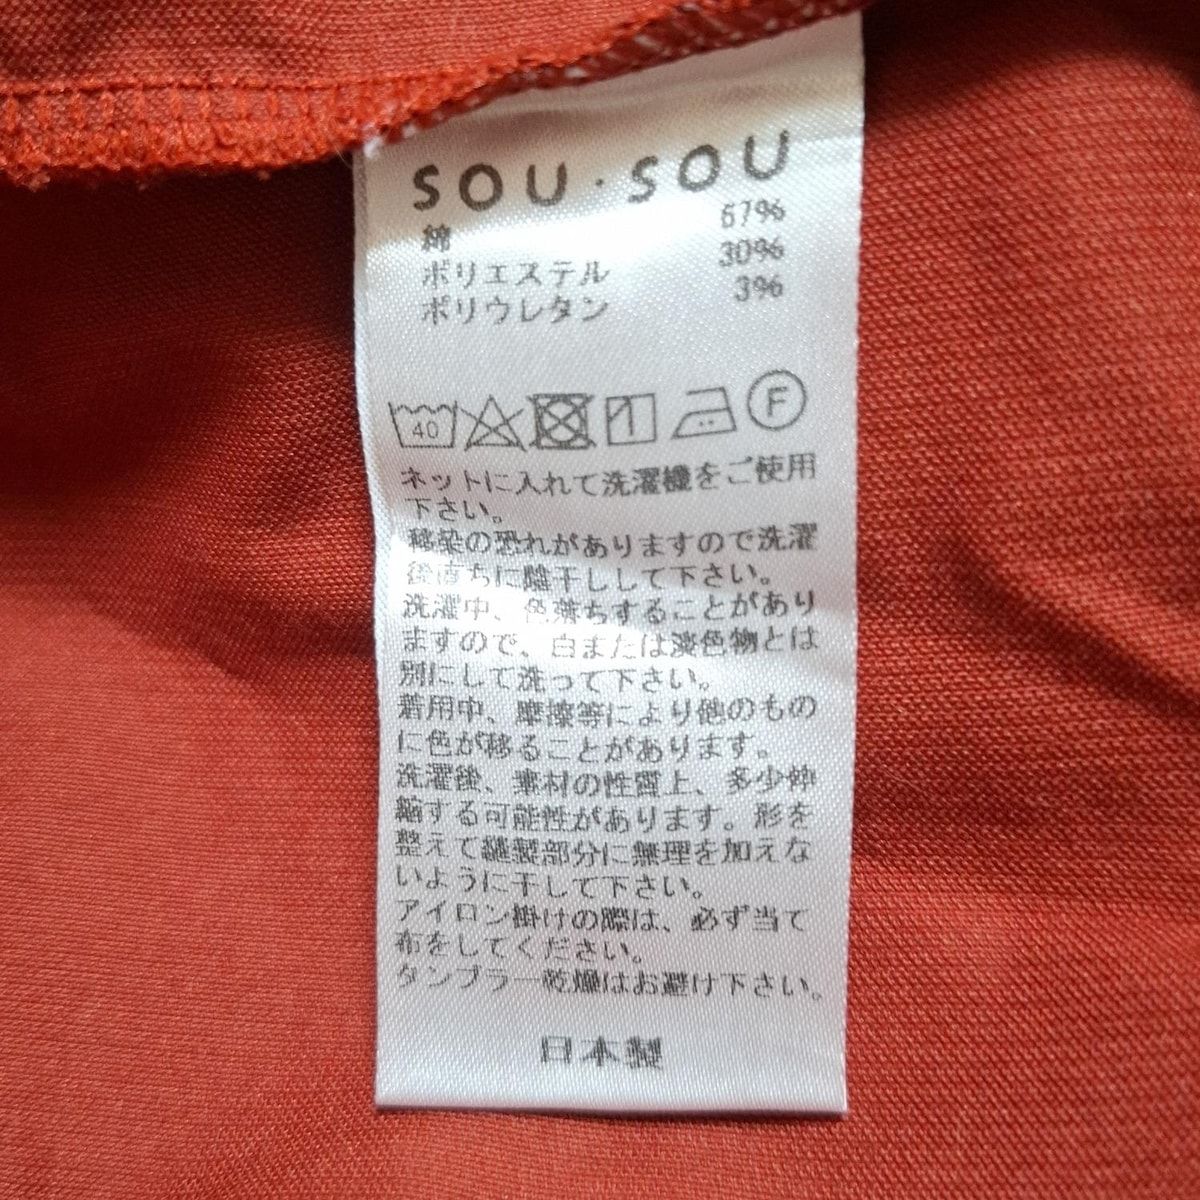 SOU・SOU
綿 67%
ポリエステル 30%
ポリウレタン 3%
40 F
ネットに入れて洗濯機をご使用
下さい。
移染の恐れがありますので洗濯
後直ちに陰干しして下さい。
洗濯中、色落ちすることがあり
ますので、白または淡色物とは
別にして洗って下さい。
着用中、摩擦等により他のもの
に色が移ることがあります。
洗濯後、素材の性質上、多少伸
縮する可能性があります。形を
整えて縫製部分に無理を加えな
いように干して下さい。
アイロン掛けの際は、必ず当て
布をしてください。
タンブラー乾燥はお避け下さい。
日本製